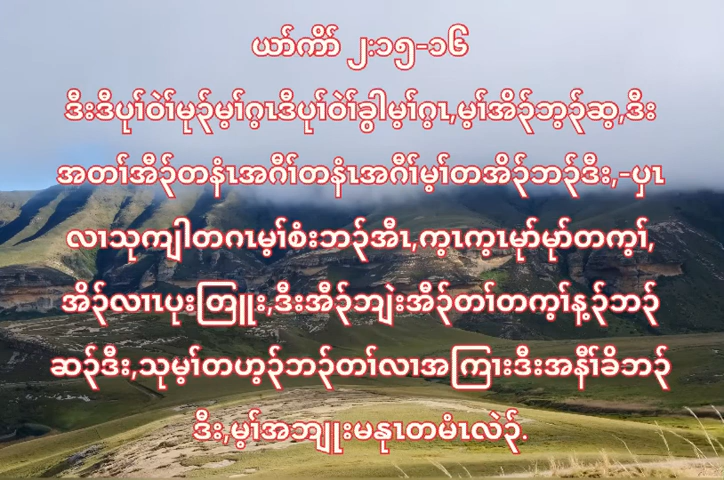 ယာ်ကိာ် ၂:၁၅-၁၆
ဒီးဒီပုၢ်ဝဲၢ်မုၣ်မ့ၢ်ဂ့ၤဒီပုၢ်ဝဲၢ်ခွါမ့ၢ်ဂ့ၤ,မ့ၢ်အိၣ်ဘ့ၣ်ဆ့,ဒီး
အတၢ်အီၣ်တနံၤအဂီၢ်တနံၤအဂီၢ်မ့ၢ်တအိၣ်ဘၣ်ဒီး,-ပှၤ
လၢသုကျါတဂၤမ့ၢ်စံးဘၣ်အီၤ,က့ၤက့ၤမုာ်မုာ်တက့ၢ်,
အိၣ်လၢၤပုးတြူး,ဒီးအီၣ်ဘျဲးအီၣ်တၢ်တက့ၢ်န့ၣ်ဘၣ်
ဆၣ်ဒီး,သုမ့ၢ်တဟ့ၣ်ဘၣ်တၢ်လၢအကြၢးဒီးအနီၢ်ခိဘၣ်
ဒီး,မ့ၢ်အဘျုးမနုၤတမံၤလဲၣ်.